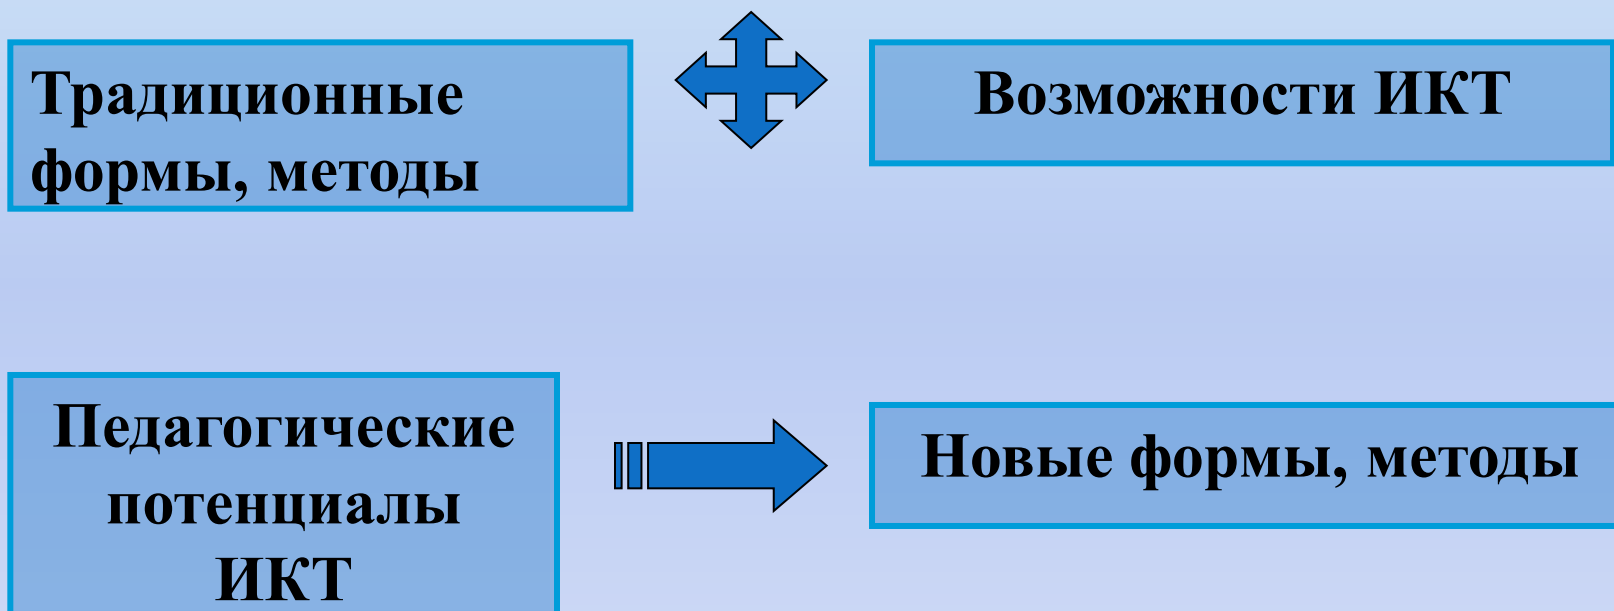 Традиционные
формы, методы
Возможности ИКТ
Педагогические
потенциалы
ИКТ
Новые формы, методы